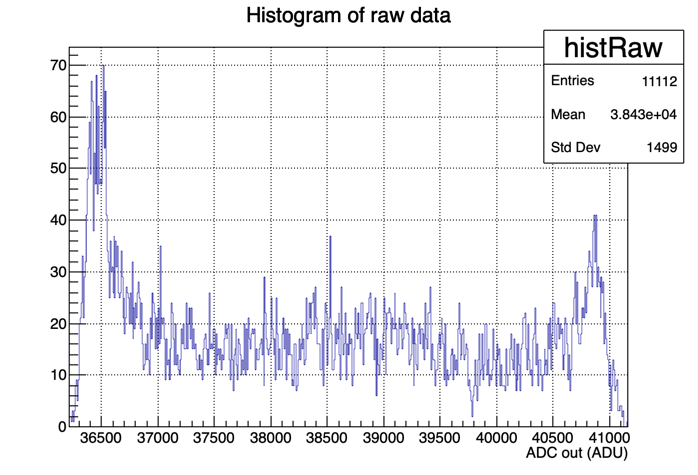 Histogram of raw data
histRaw
Entries 11112
Mean 3.843e+04
Std Dev 1499
70
60
50
40
30
20
10
0
36500 37000 37500 38000 38500 39000 39500 40000 40500 41000
ADC out (ADU)